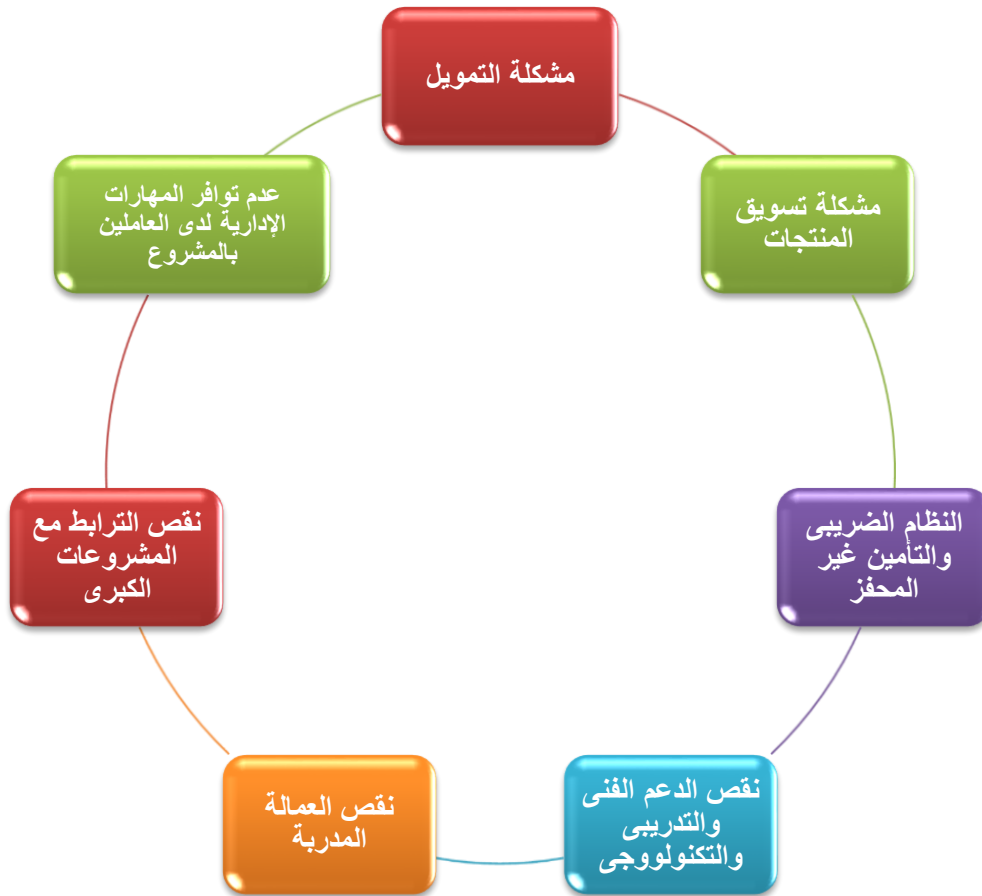 مشكلة التمويل
مشكلة تسويق
المنتجات
النظام الضريبى
والتأمين غير
المحفز
نقص الدعم الفنى
والتدريبى
والتكنولووجى
نقص العمالة
المدربة
نقص الترابط مع
المشروعات
الكبرى
عدم توافر المهارات
الإدارية لدى العاملين
بالمشروع